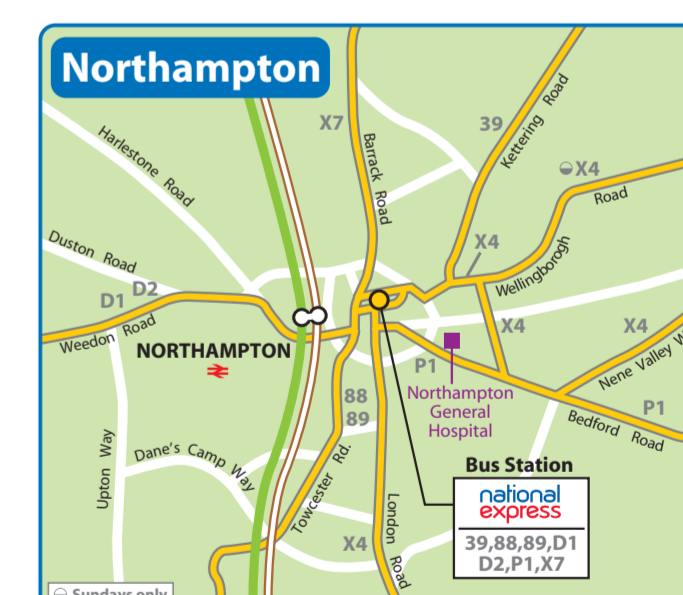 Northampton
Harlestone Road
X7
Barrack Road
39
Kettering Road
X4
Road
Duston Road
D1
D2
Weedon Road
X4
Wellingborogh
NORTHAMPTON
X4
X4
Nene Valley W
P1
Northampton
General
Hospital
P1
Bedford Road
88
89
Upton Way
Dane's Camp Way
Towcester Rd.
X4
London Road
Bus Station
national
express
39,88,89,D1
D2,P1,X7
Sundays only